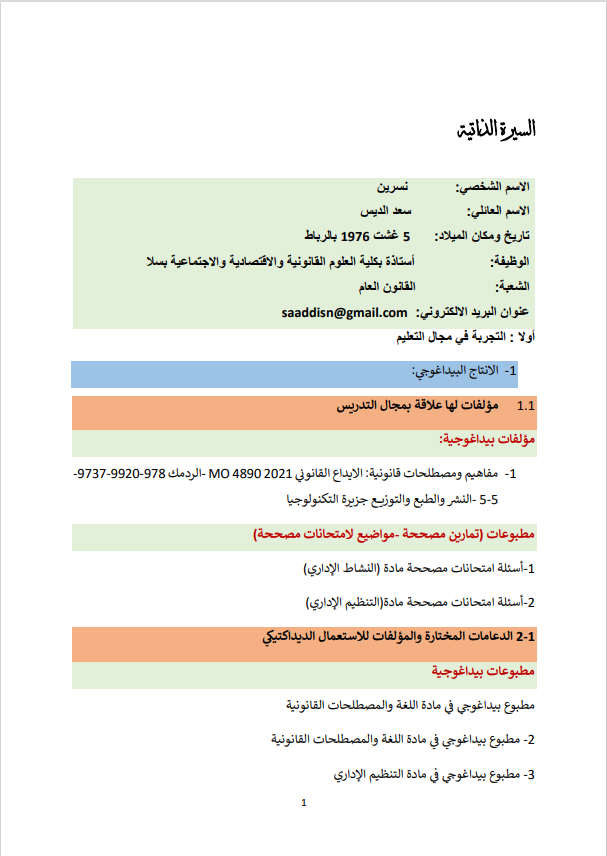 السيرة الذاتية
الاسم الشخصي: نسرين
الاسم العائلي: سعد الديس
تاريخ ومكان الميلاد: 5 غشت 1976 بالرباط
الوظيفة: أستاذة بكلية العلوم القانونية والاقتصادية والاجتماعية بسلا
الشعبة: القانون العام
عنوان البريد الالكتروني: saaddisn@gmail.com
أولا : التجربة في مجال التعليم
1- الانتاج البيداغوجي:
1.1 مؤلفات لها علاقة بمجال التدريس
مؤلفات بيداغوجية:
1- مفاهيم ومصطلحات قانونية: الايداع القانوني MO 4890 2021 -الردمك 978-9920-9737-
5-5 -النشر والطبع والتوزيع جزيرة التكنولوجيا
مطبوعات (تمارين مصححة -مواضيع لامتحانات مصححة)
1-أسئلة امتحانات مصححة مادة (النشاط الإداري)
2-أسئلة امتحانات مصححة مادة(التنظيم الإداري)
2-1 الدعامات المختارة والمؤلفات للاستعمال الديداكتيكي
مطبوعات بيداغوجية
مطبوع بيداغوجي في مادة اللغة والمصطلحات القانونية
2- مطبوع بيداغوجي في مادة اللغة والمصطلحات القانونية
3- مطبوع بيداغوجي في مادة التنظيم الإداري
1